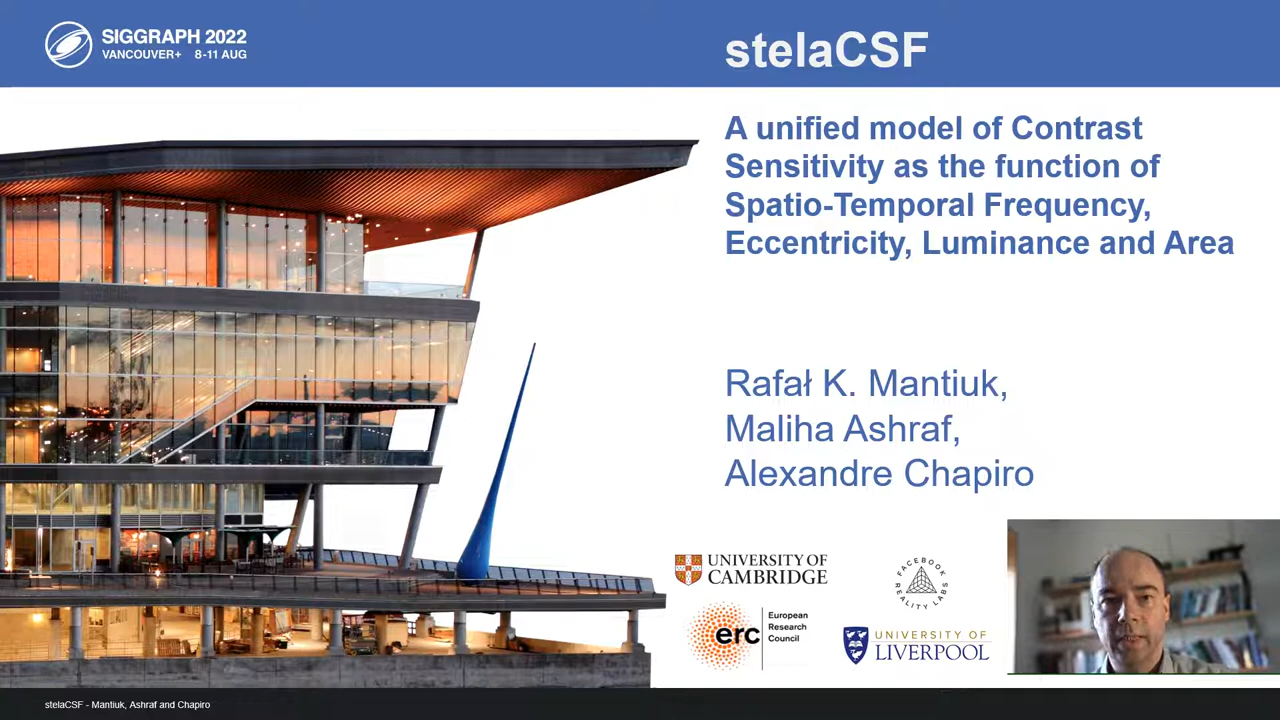 SIGGRAPH 2022
VANCOUVER+ 8-11 AUG
stelaCSF
A unified model of Contrast
Sensitivity as the function of
Spatio-Temporal Frequency,
Eccentricity, Luminance and Area
Rafał K. Mantiuk,
Maliha Ashraf,
Alexandre Chapiro
UNIVERSITY OF
CAMBRIDGE
FACEBOOK
REALITY LABS
erc
European
Research
Council
UNIVERSITY OF
LIVERPOOL
stelaCSF - Mantiuk, Ashraf and Chapiro